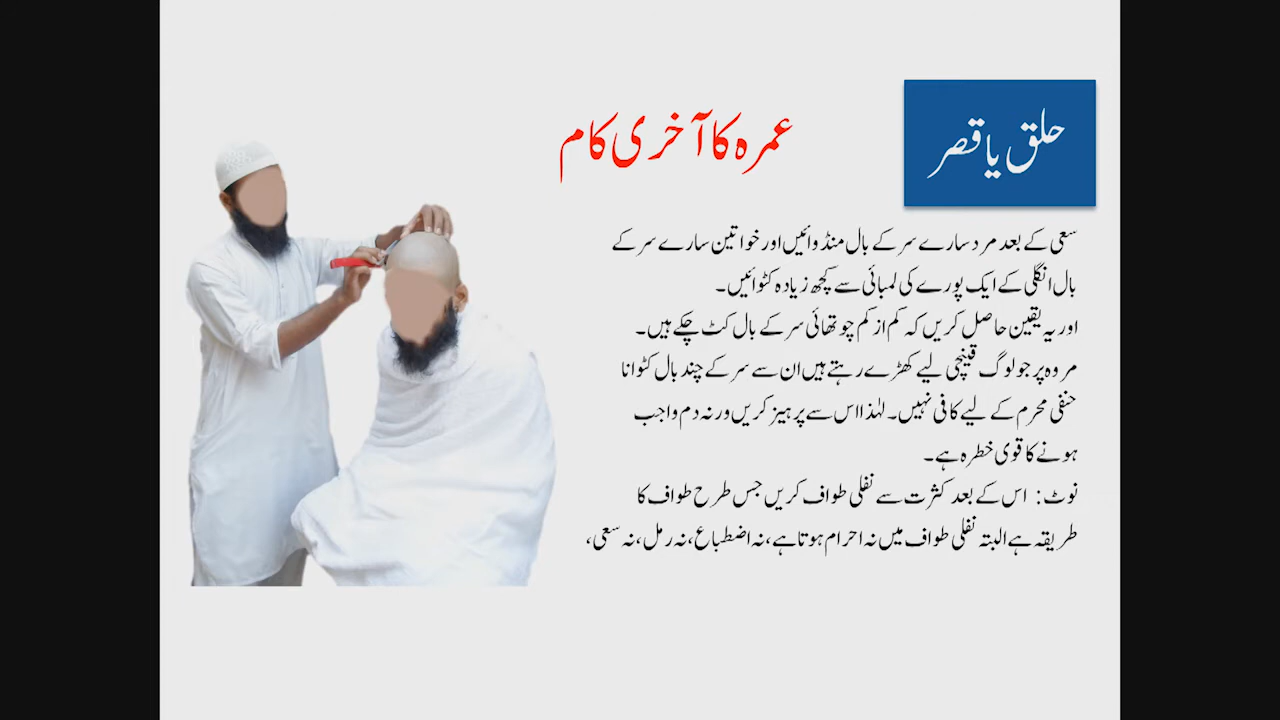 حلق یا قصر
عمرہ کا آخری کام
سعی کے بعد مرد سارے سر کے بال منڈوائیں اور خواتین سارے سر کے
بال انگلی کے ایک پورے کی لمبائی سے کچھ زیادہ کٹوائیں۔
اور یہ یقین حاصل کریں کہ کم از کم چوتھائی سر کے بال کٹ چکے ہیں۔
مروہ پر جو لوگ قینچی لیے کھڑے رہتے ہیں ان سے سر کے چند بال کٹوانا
حنفی محرم کے لیے کافی نہیں۔ لہٰذا اس سے پرہیز کریں ورنہ دم واجب
ہونے کا قوی خطرہ ہے۔
نوٹ: اس کے بعد کثرت سے نفلی طواف کریں جس طرح طواف کا
طریقہ ہے البتہ نفلی طواف میں نہ احرام ہوتا ہے، نہ اضطباع، نہ رمل، نہ سعی،